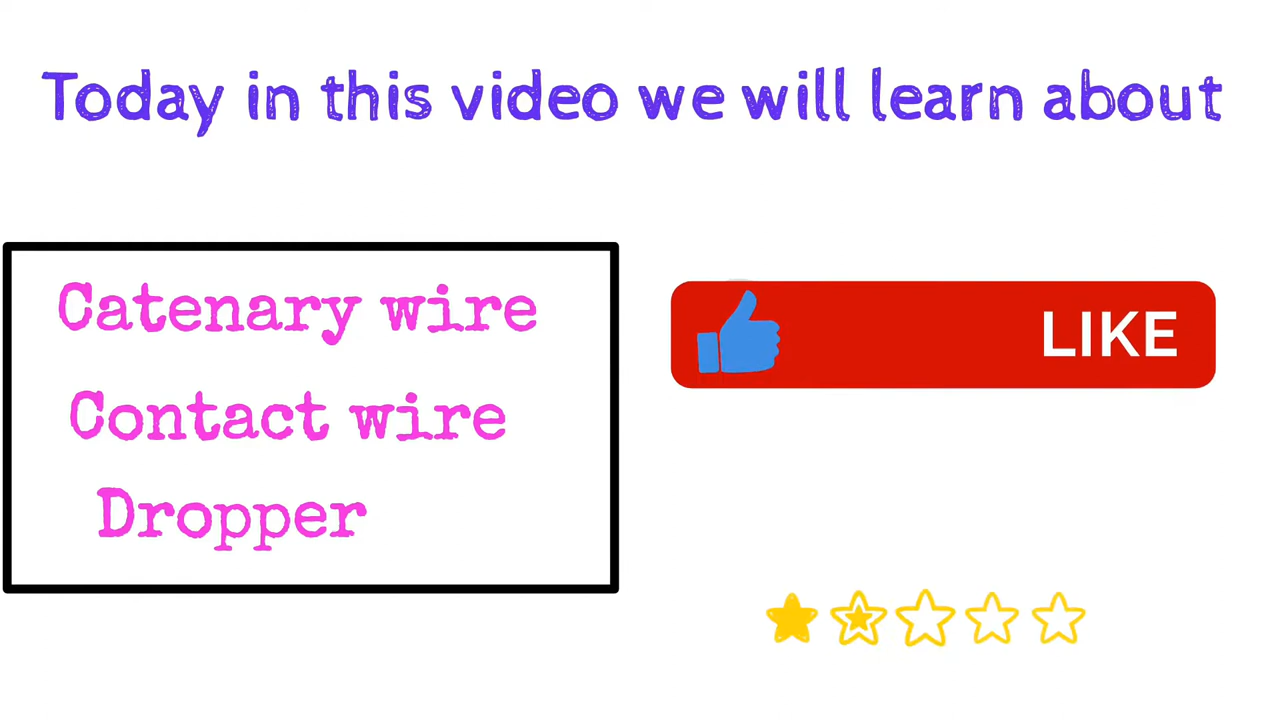 Today in this video we will learn about
Catenary wire
Contact wire
Dropper
LIKE